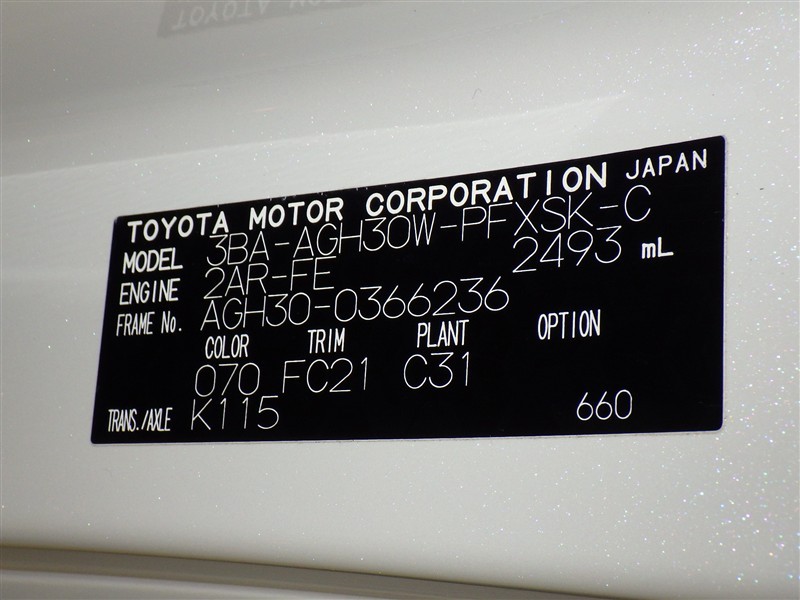 TOYOTA MOTOR CORPORATION JAPAN
MODEL 3BA-AGH30W-PFXSK-C
ENGINE 2AR-FE 2493 mL
FRAME No. AGH30-0366236
COLOR TRIM PLANT OPTION
070 FC21 C31
TRANS./AXLE K115 660